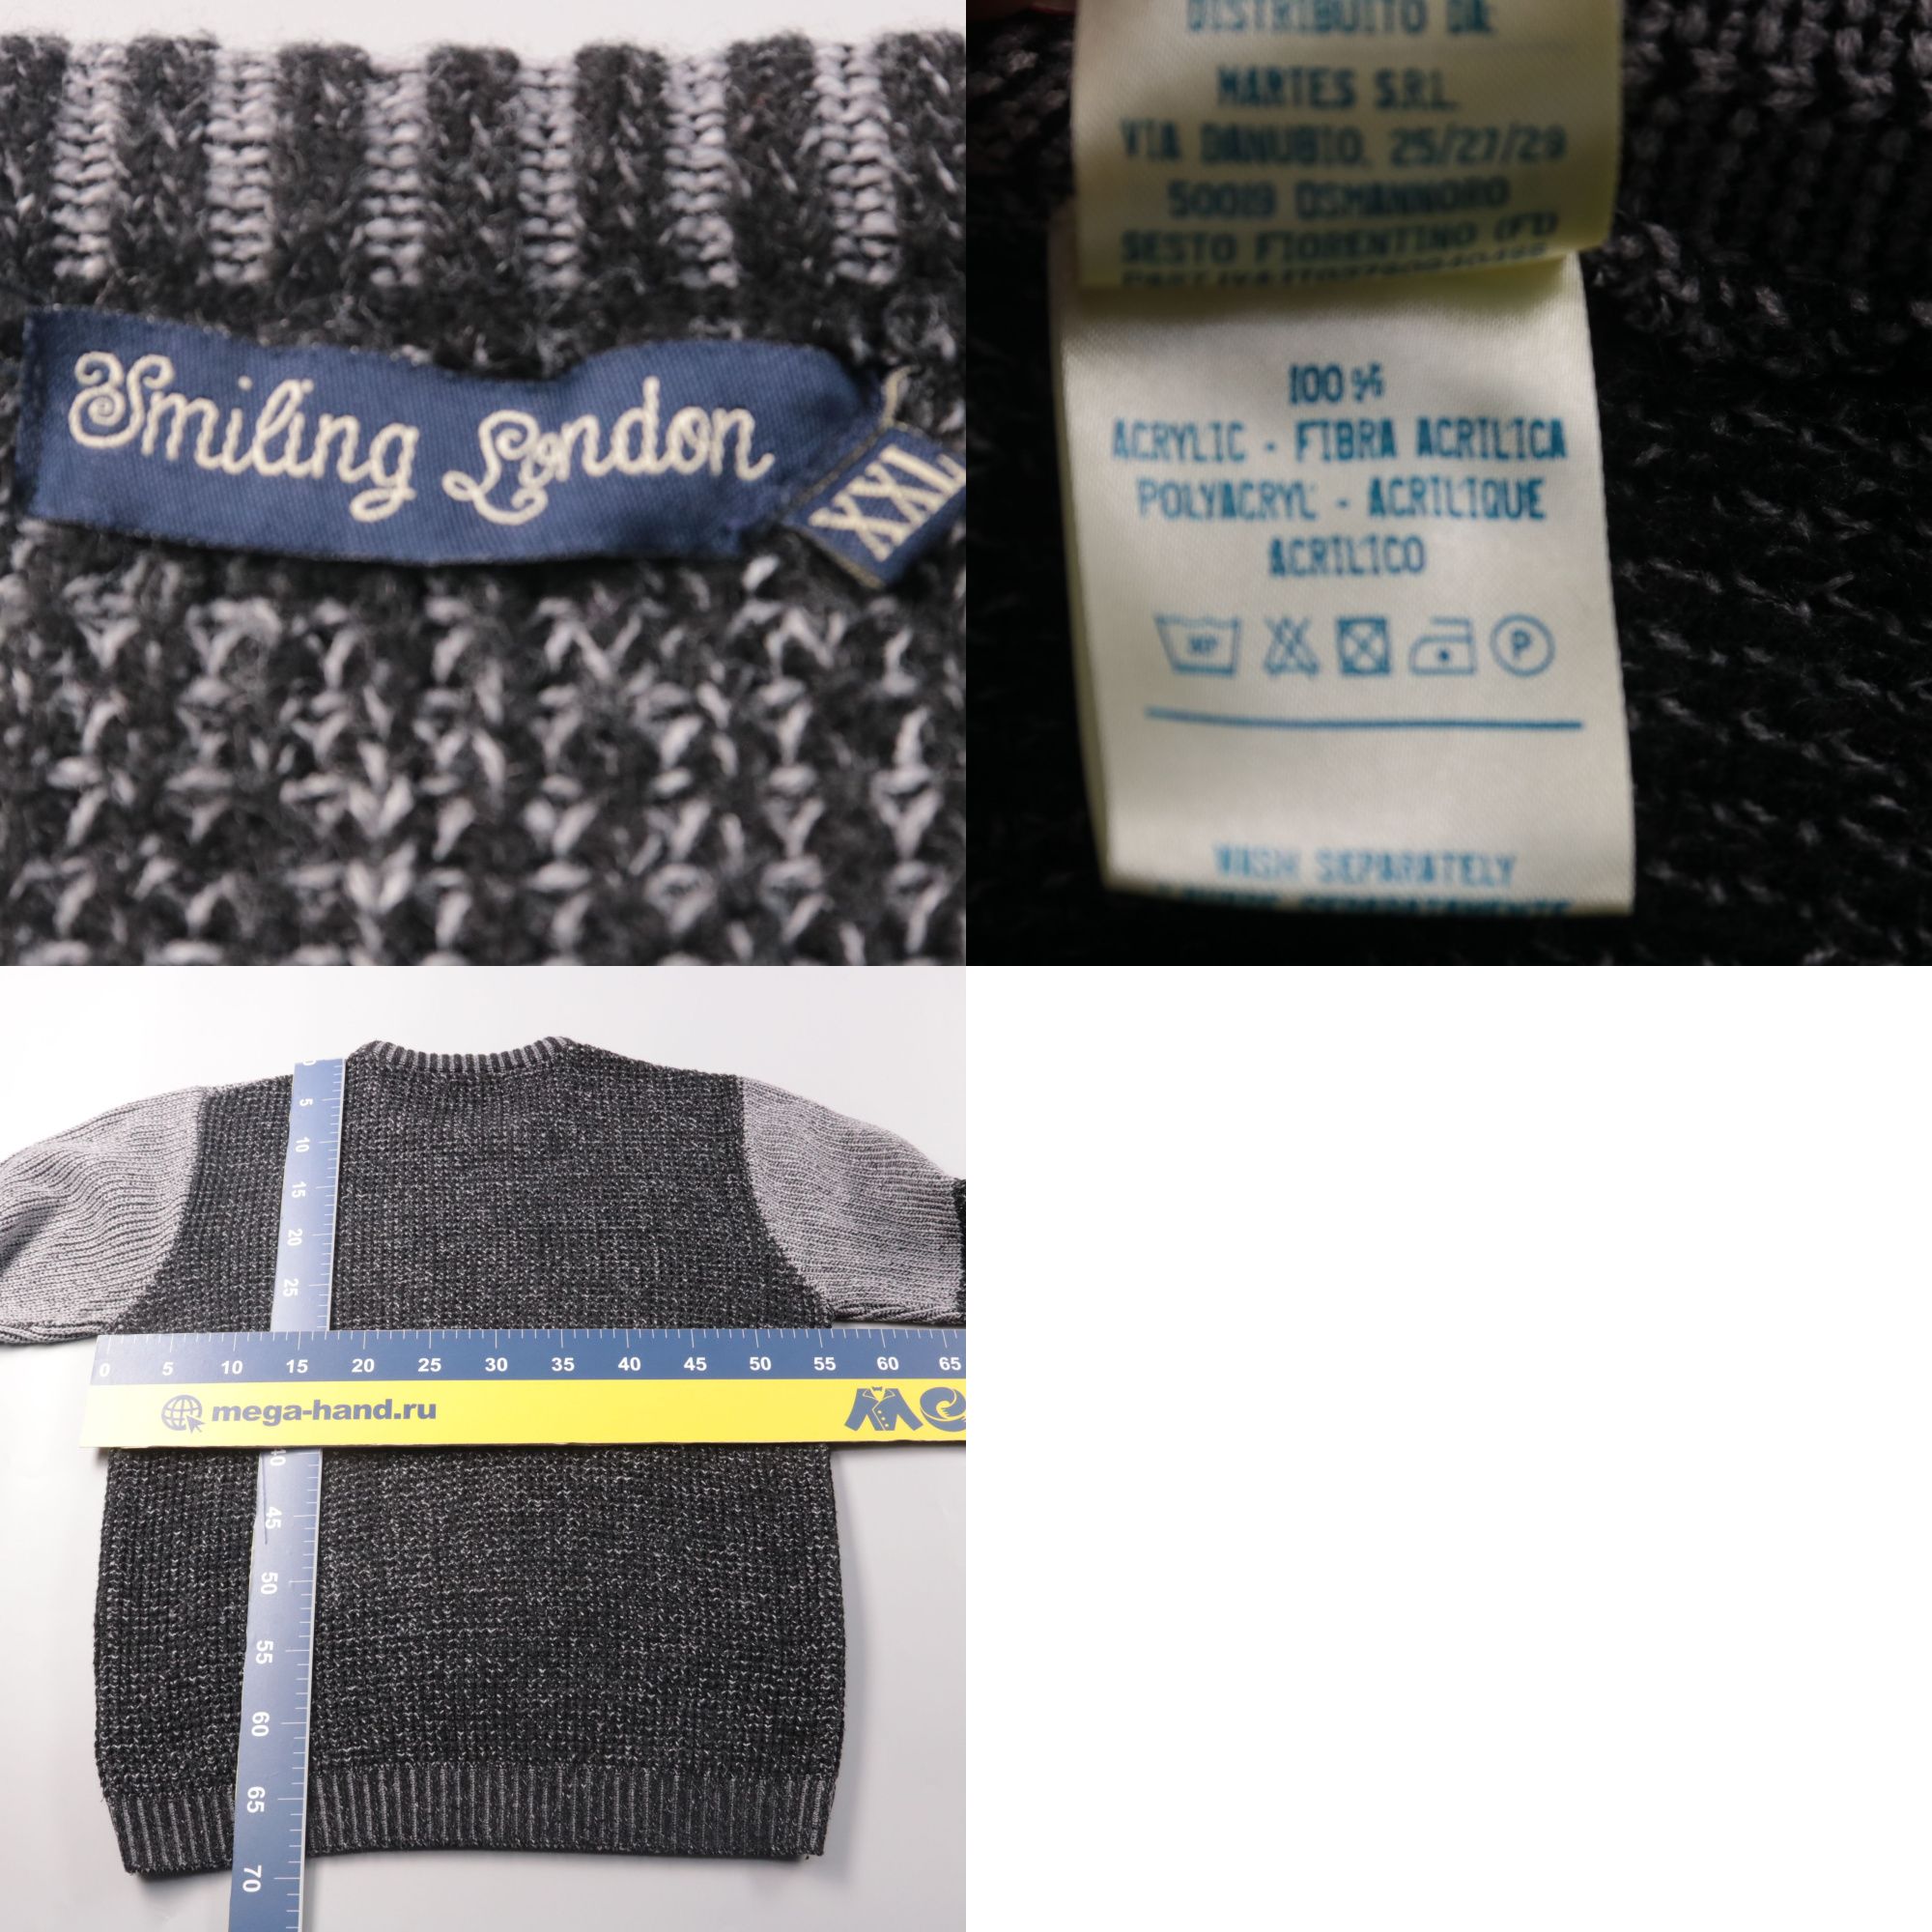 Smiling London
XXL
DISTRIBUITO DA:
MARTES S.R.L.
VIA DANUBIO, 25/27/29
50019 OSMANNORO
SESTO FIORENTINO (FI)
100%
ACRYLIC - FIBRA ACRILICA
POLYACRYL - ACRILIQUE
ACRILICO
P
WASH SEPARATELY
0
5
10
15
20
25
0 5 10 15 20 25 30 35 40 45 50 55 60 65
mega-hand.ru
40
45
50
55
60
65
70